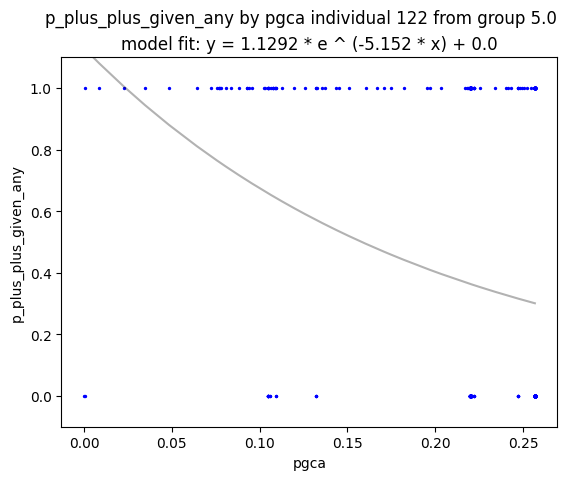 p_plus_plus_given_any by pgca individual 122 from group 5.0
model fit: y = 1.1292 * e ^ (-5.152 * x) + 0.0
1.0
0.8
0.6
0.4
0.2
0.0
p_plus_plus_given_any
0.00 0.05 0.10 0.15 0.20 0.25
pgca